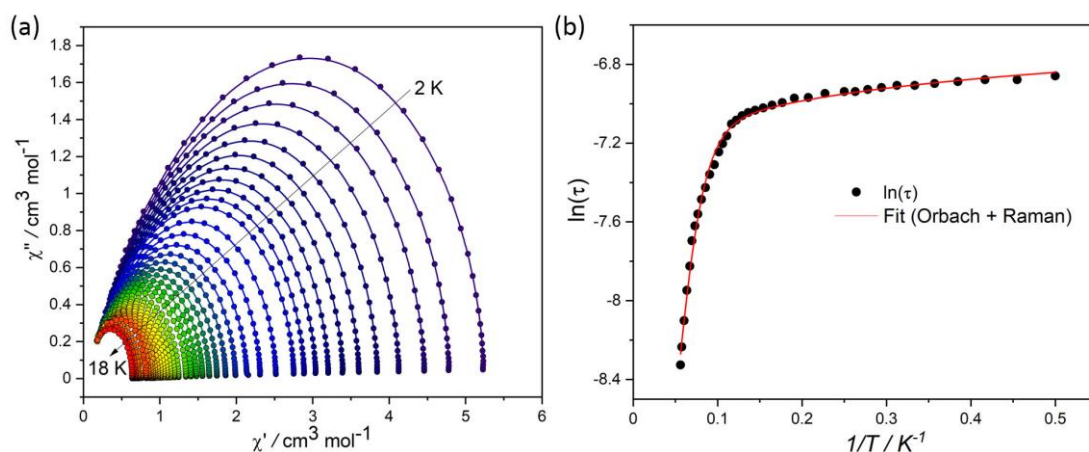 (a)
1.8
1.6
1.4
1.2
1
0.8
0.6
0.4
0.2
0
χ'' / cm³ mol⁻¹
2 K
18 K
0
1
2
3
4
5
6
χ' / cm³ mol⁻¹
(b)
-6.8
-7.2
-7.6
-8
-8.4
ln(τ)
ln(τ)
Fit (Orbach + Raman)
0
0.1
0.2
0.3
0.4
0.5
1/T / K⁻¹